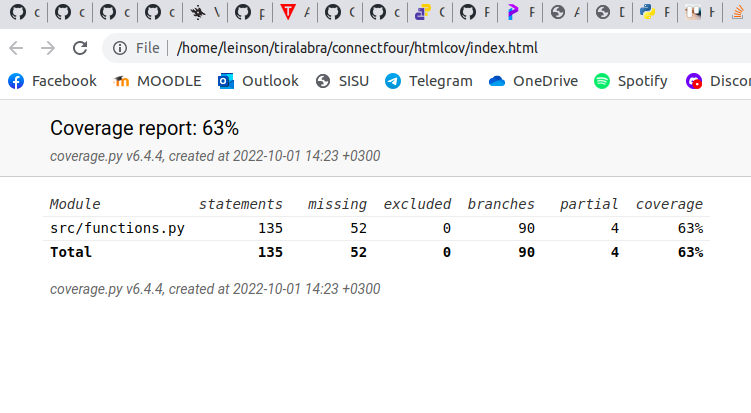 c c c c V c p A C c C F F A D F H
File | /home/leinson/tiralabra/connectfour/htmlcov/index.html
Facebook MOODLE Outlook SISU Telegram OneDrive Spotify Discor
Coverage report: 63%
coverage.py v6.4.4, created at 2022-10-01 14:23 +0300
Module statements missing excluded branches partial coverage
src/functions.py 135 52 0 90 4 63%
Total 135 52 0 90 4 63%
coverage.py v6.4.4, created at 2022-10-01 14:23 +0300